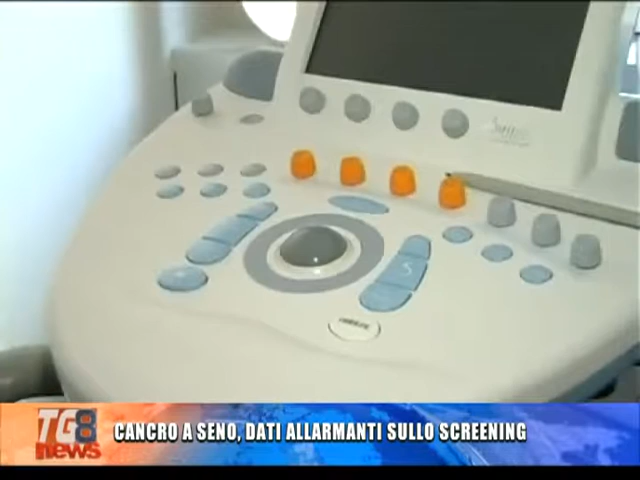 TG8
news
CANCRO A SENO, DATI ALLARMANTI SULLO SCREENING